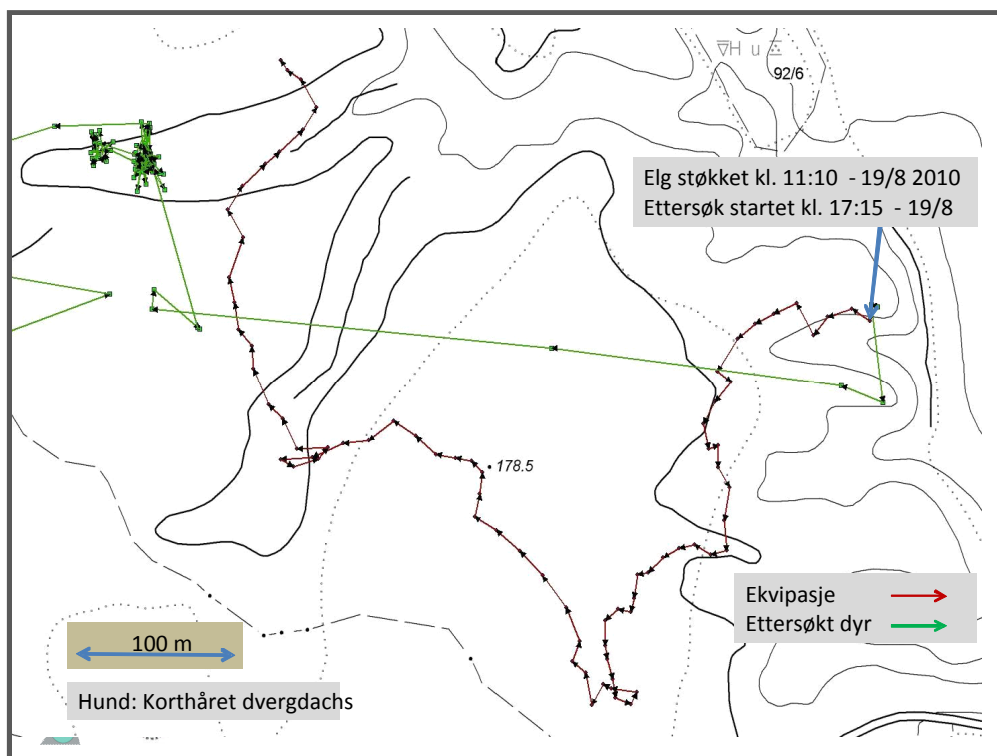 92/6
Elg støkket kl. 11:10 - 19/8 2010
Ettersøk startet kl. 17:15 - 19/8
178.5
Ekvipasje
Ettersøkt dyr
100 m
Hund: Korthåret dvergdachs